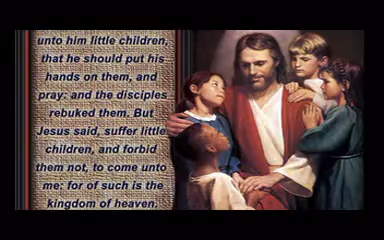 unto him little children,
that he should put his
hands on them, and
pray: and the disciples
rebuked them. But
Jesus said, suffer little
children, and forbid
them not, to come unto
me: for of such is the
kingdom of heaven.